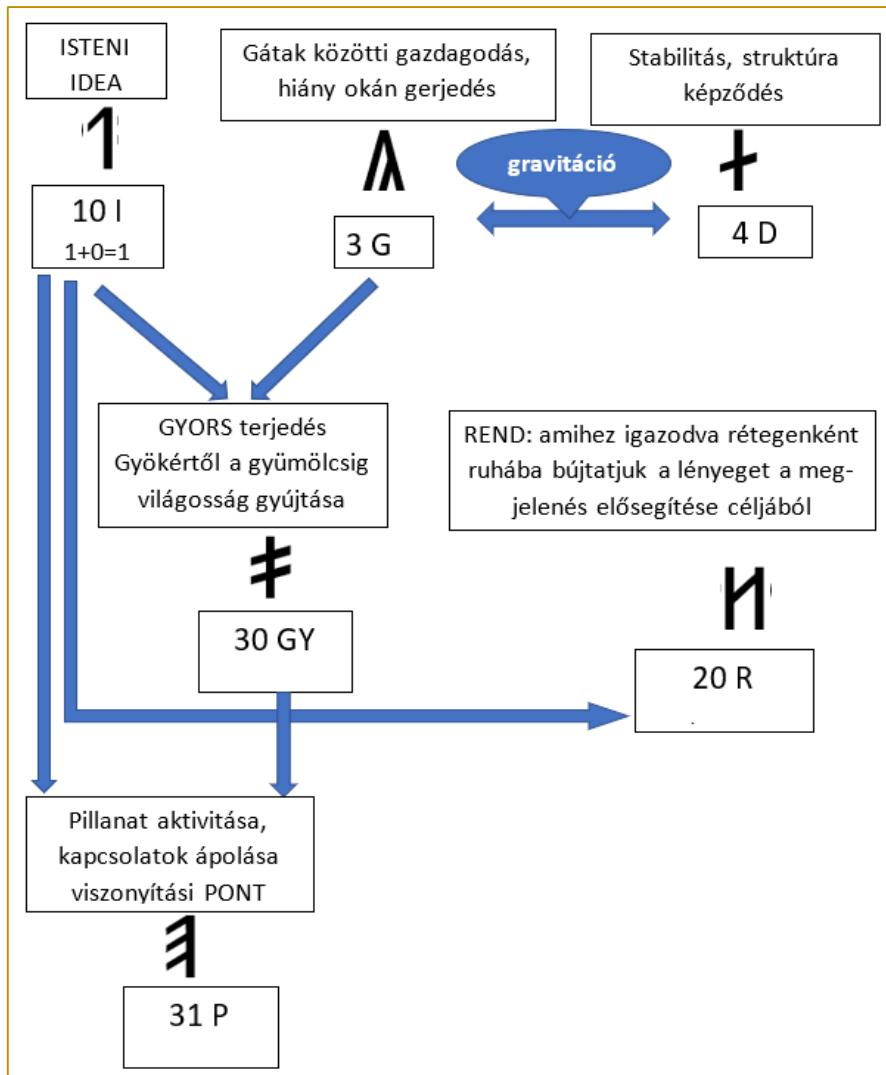 ISTENI
IDEA
𐲐
10 I
1+0=1
Gátak közötti gazdagodás,
hiány okán gerjedés
𐲍
3 G
gravitáció
Stabilitás, struktúra
képződés
𐲇
4 D
GYORS terjedés
Gyökértől a gyümölcsig
világosság gyújtása
𐲎
30 GY
REND: amihez igazodva rétegenként
ruhába bújtatjuk a lényeget a meg-
jelenés elősegítése céljából
𐲢
20 R
.
Pillanat aktivitása,
kapcsolatok ápolása
viszonyítási PONT
𐲠
31 P